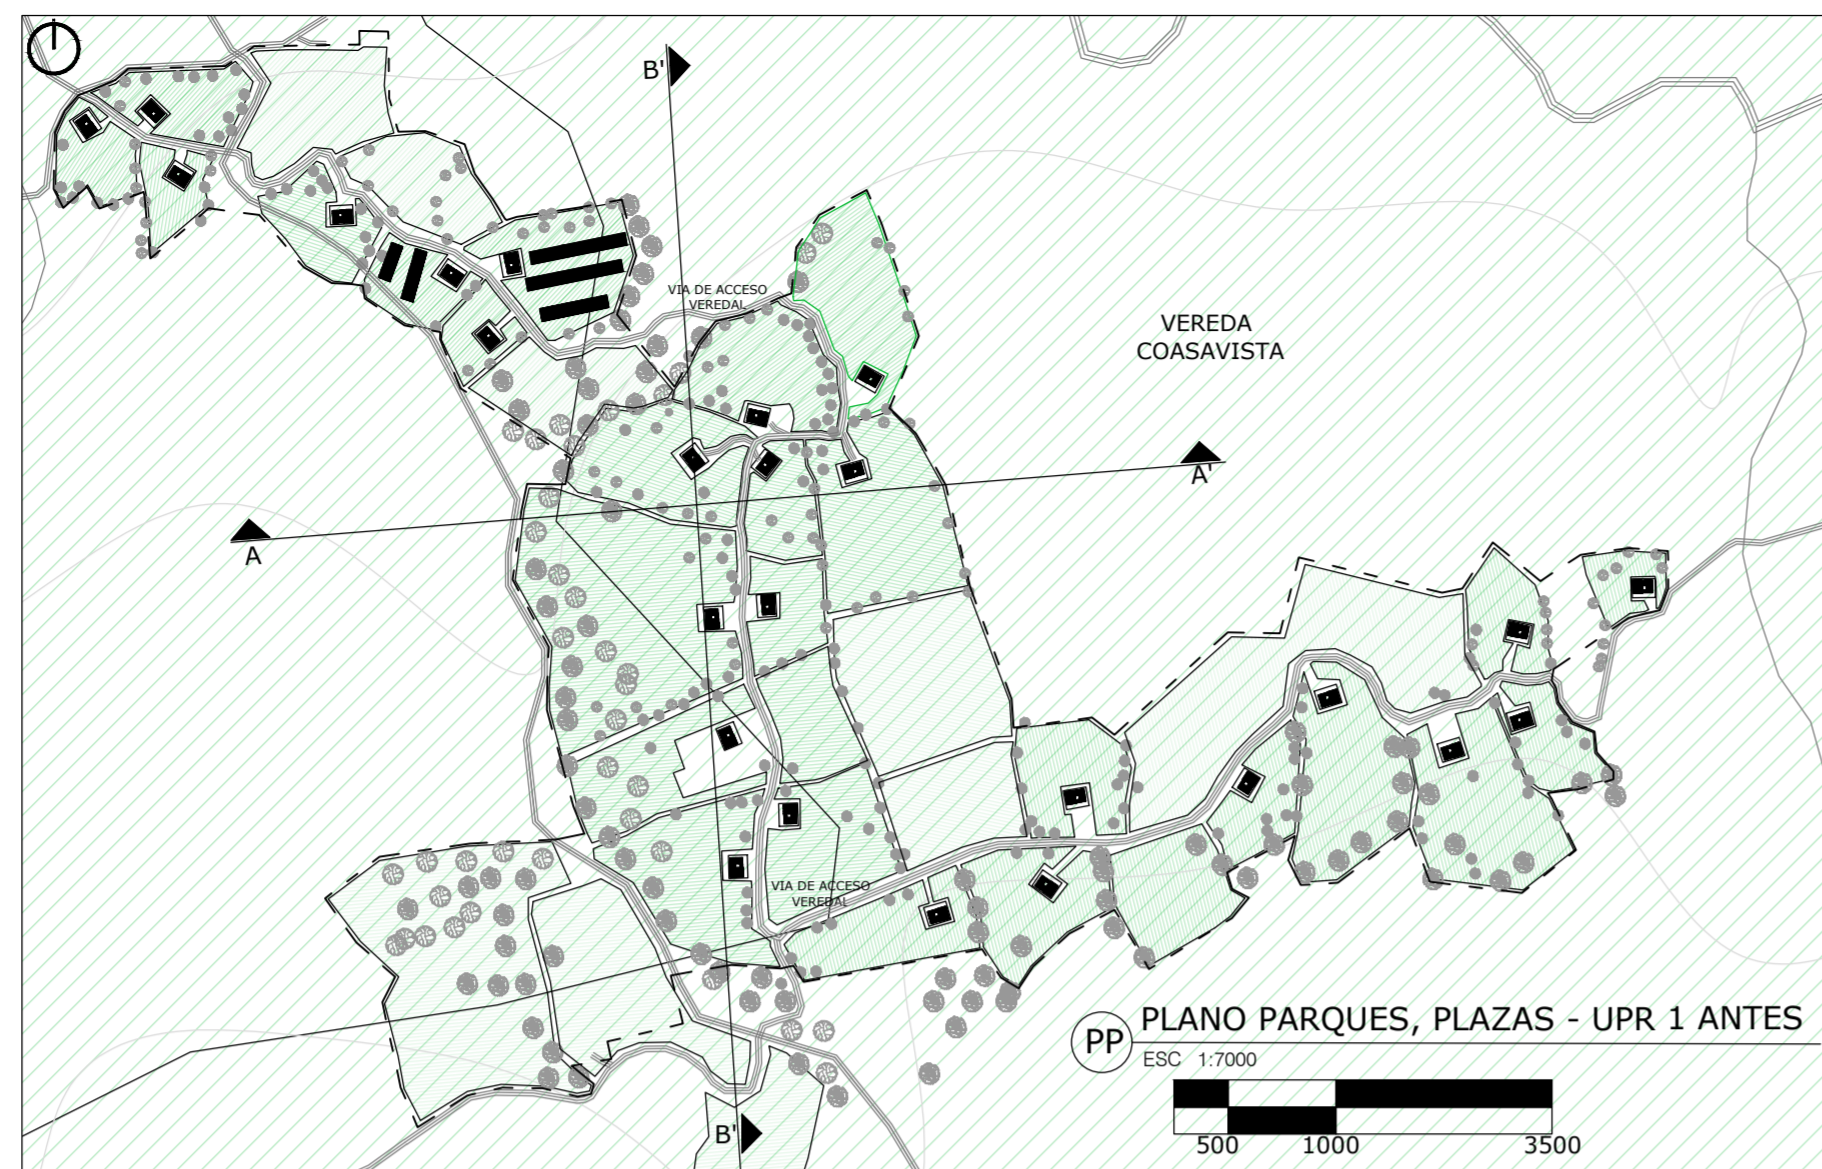 B'
VIA DE ACCESO
VEREDAL
VEREDA
COASAVISTA
A'
A
VIA DE ACCESO
VEREDAL
PP
PLANO PARQUES, PLAZAS - UPR 1 ANTES
ESC 1:7000
B'
500 1000 3500